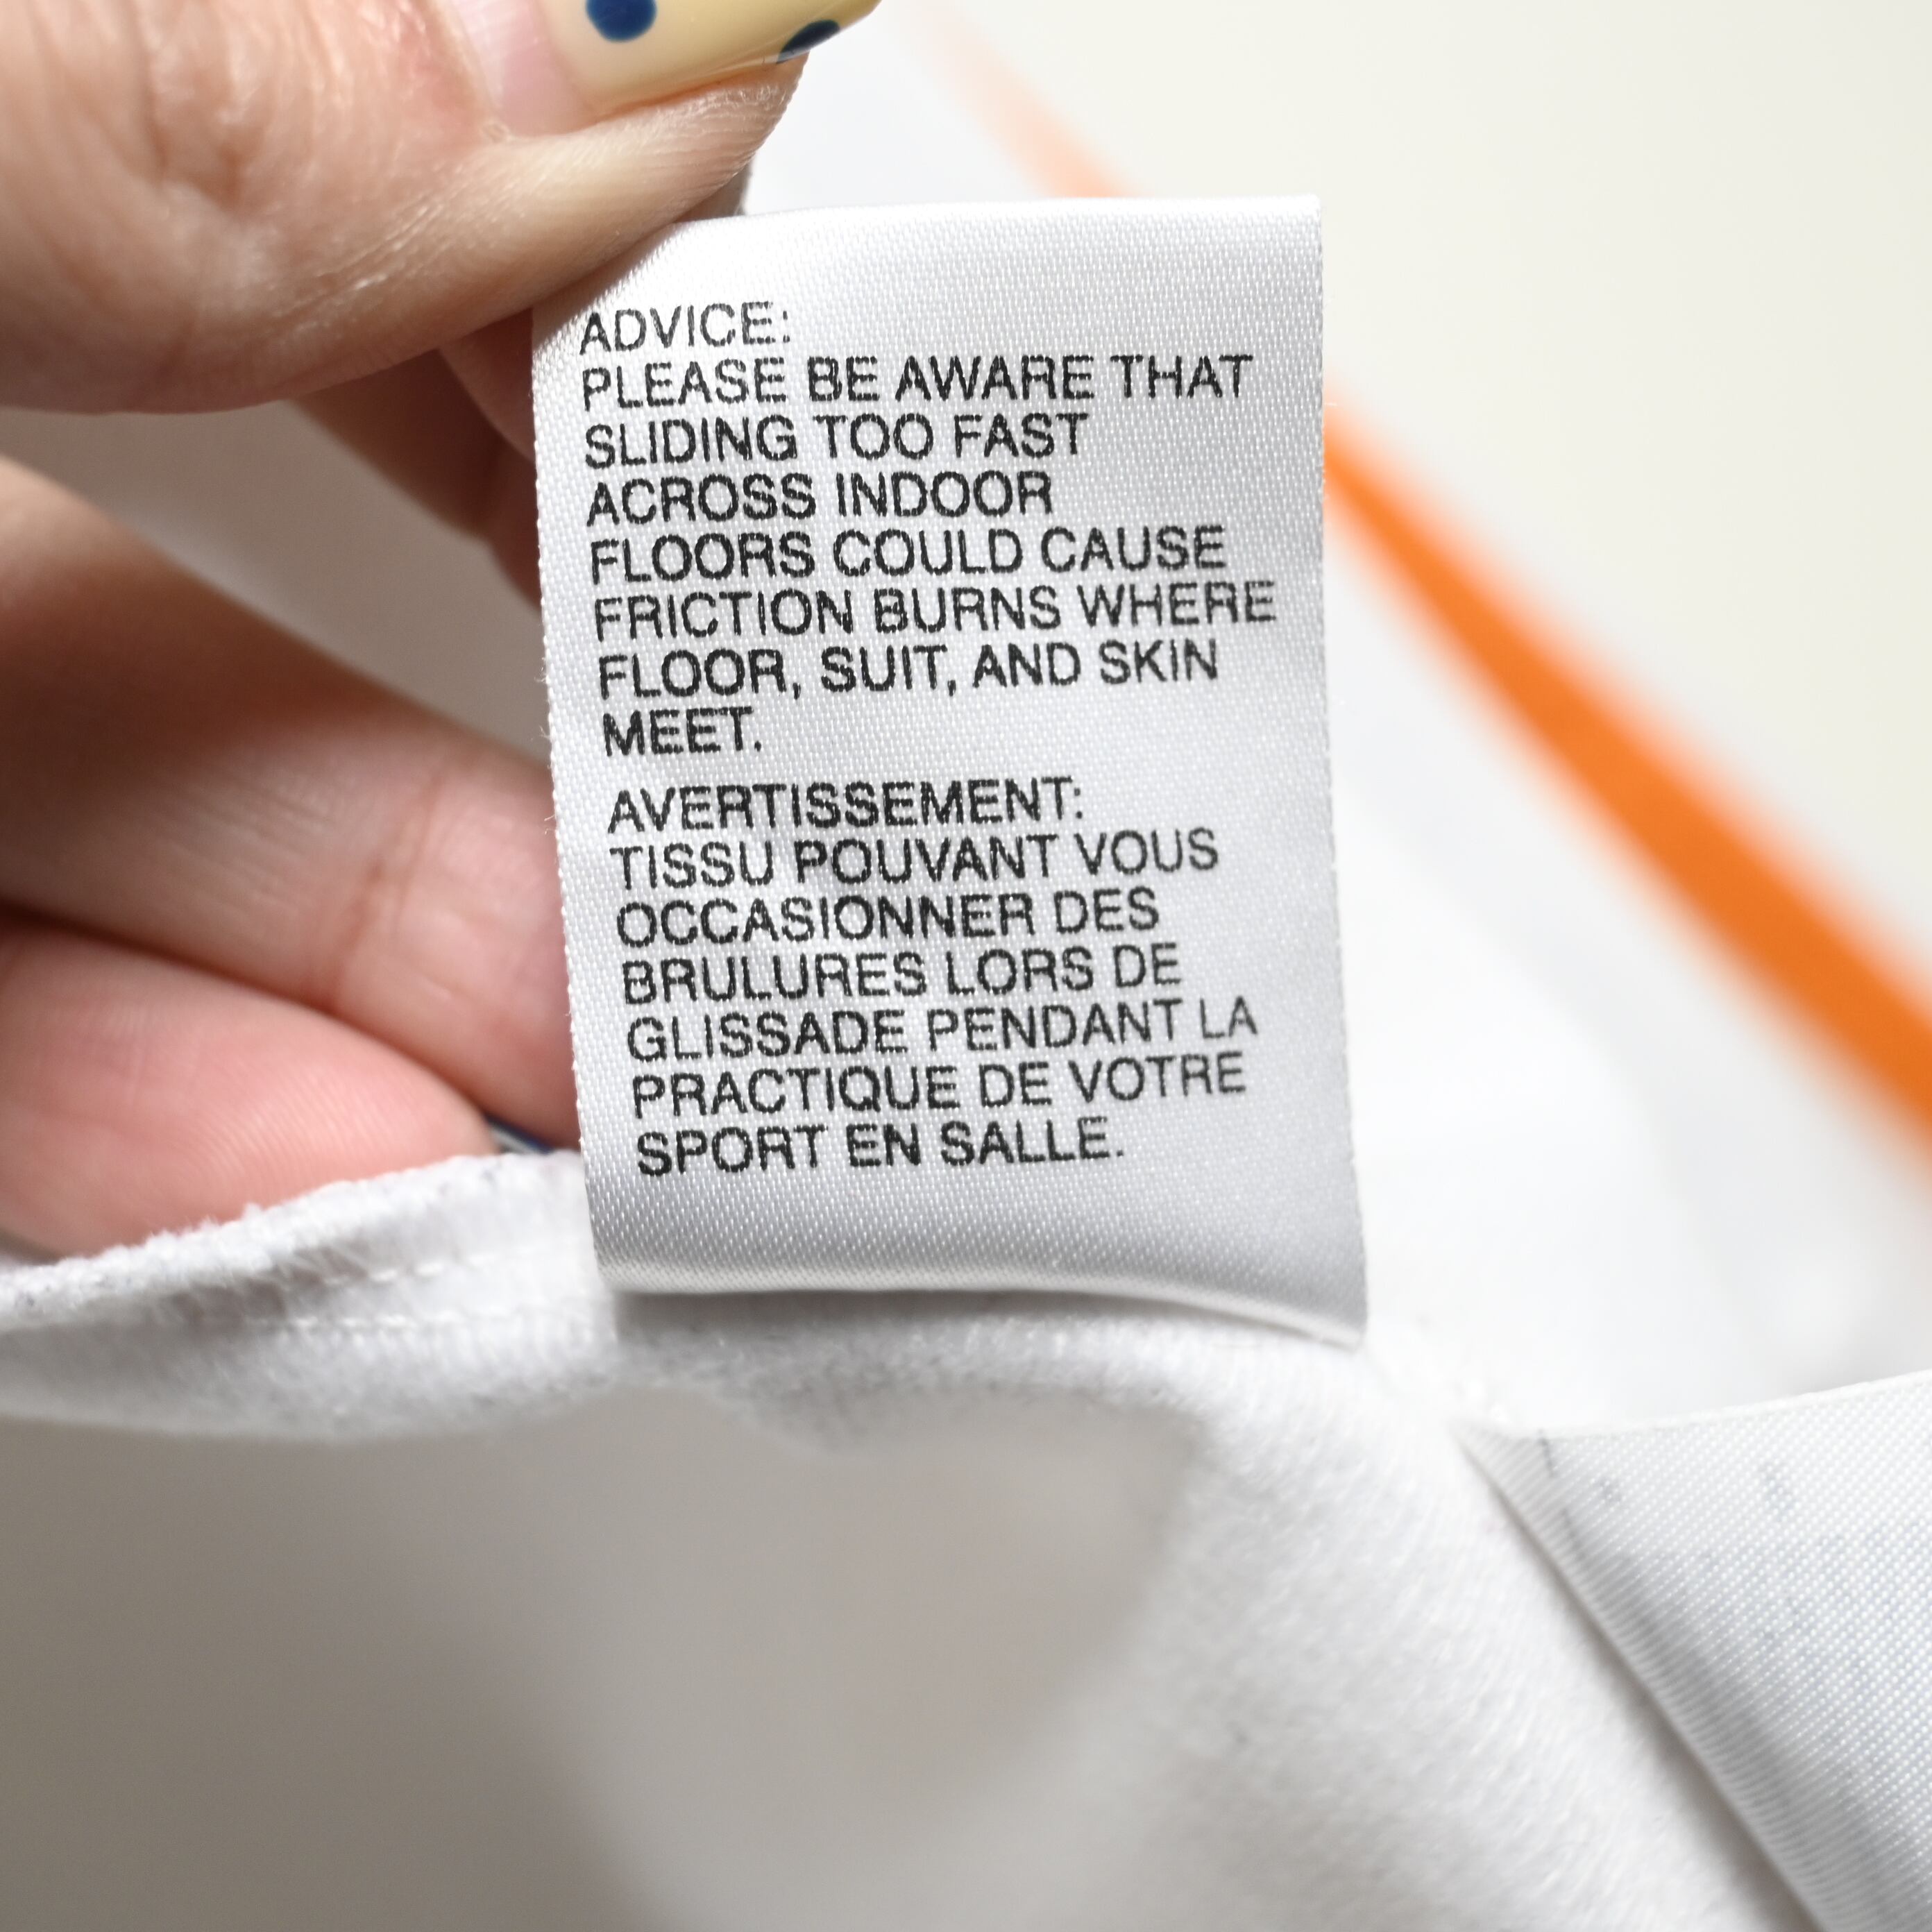 ADVICE:
PLEASE BE AWARE THAT
SLIDING TOO FAST
ACROSS INDOOR
FLOORS COULD CAUSE
FRICTION BURNS WHERE
FLOOR, SUIT, AND SKIN
MEET.
AVERTISSEMENT:
TISSU POUVANT VOUS
OCCASIONNER DES
BRULURES LORS DE
GLISSADE PENDANT LA
PRACTIQUE DE VOTRE
SPORT EN SALLE.